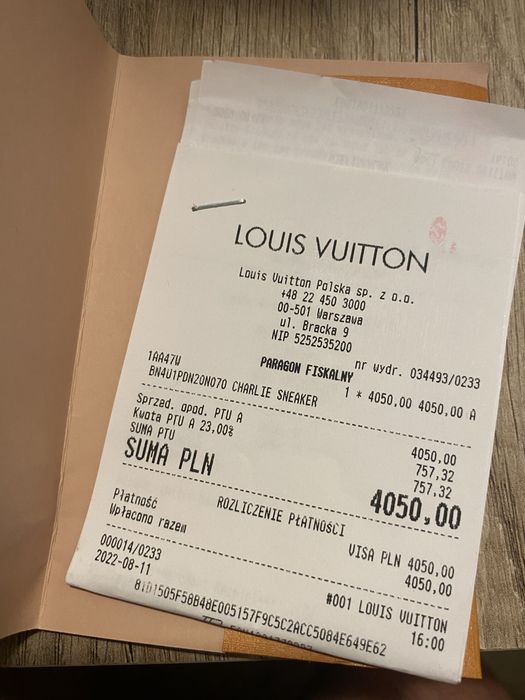 LOUIS VUITTON
Louis Vuitton Polska sp. z o.o.
+48 22 450 3000
00-501 Warszawa
ul. Bracka 9
NIP 5252535200
nr wydr. 034493/0233
PARAGON FISKALNY
1AA47W
BN4U1PDN20N070 CHARLIE SNEAKER 1 * 4050,00 4050,00 A
Sprzed. opod. PTU A 4050,00
Kwota PTU A 23,00% 757,32
SUMA PTU 757,32
SUMA PLN 4050,00
ROZLICZENIE PŁATNOŚCI
Płatność VISA PLN 4050,00
Wpłacono razem 4050,00
000014/0233 #001 LOUIS VUITTON
2022-08-11 16:00
81D1505F58B48E005157F9C5C2ACC5084E649E62